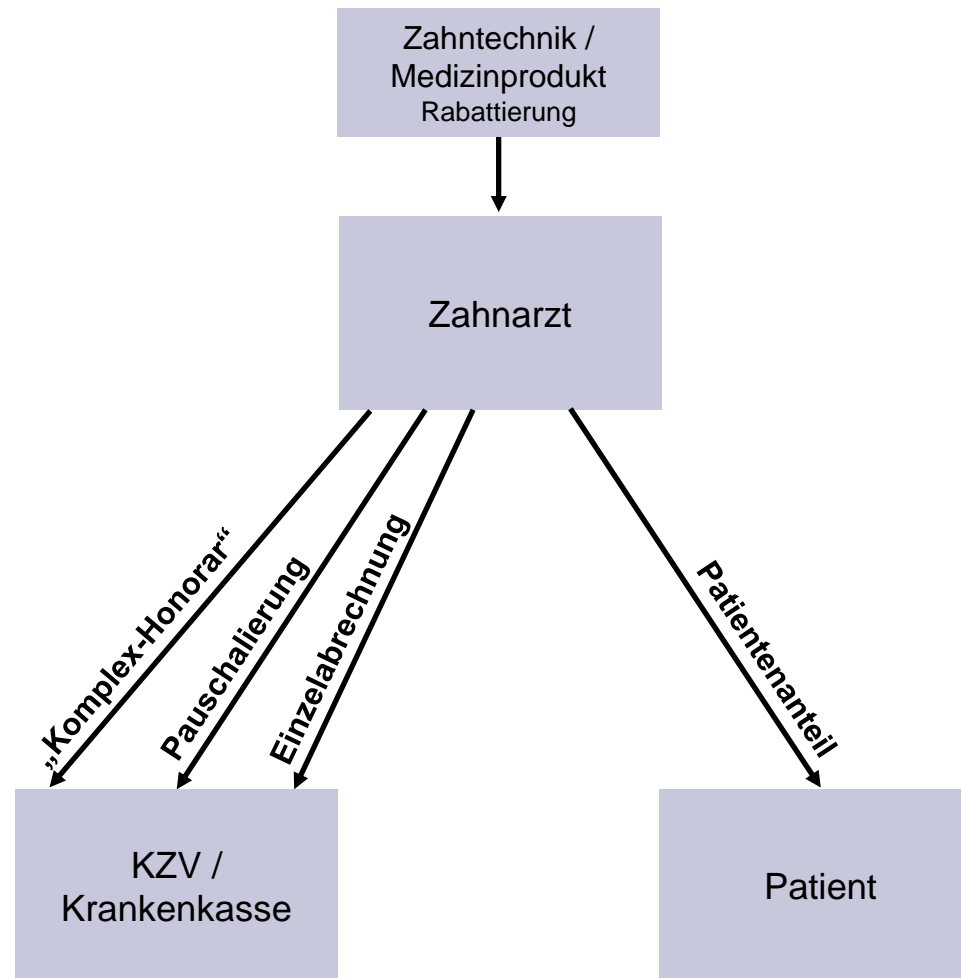 Zahntechnik /
Medizinprodukt
Rabattierung
Zahnarzt
„Komplex-Honorar“
Pauschalierung
Einzelabrechnung
Patientenanteil
KZV /
Krankenkasse
Patient